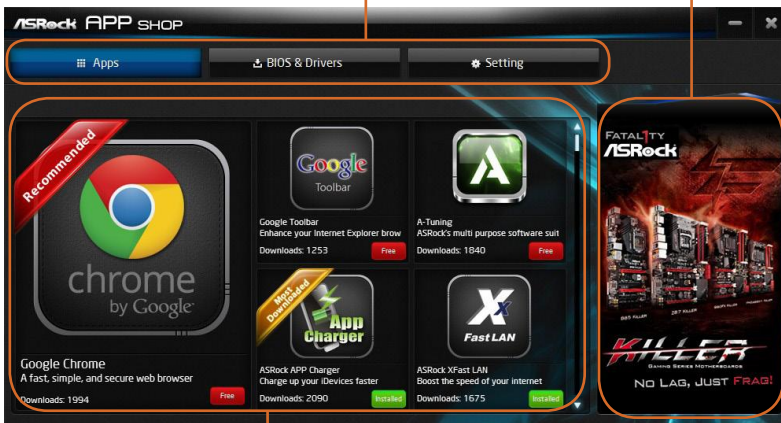 ASRock APP SHOP
Apps
BIOS & Drivers
Setting
Recommended
chrome
by Google
Google Chrome
A fast, simple, and secure web browser
Downloads: 1994
Free
Google
Toolbar
Google Toolbar
Enhance your Internet Explorer brow
Downloads: 1253
Free
A-Tuning
ASRock's multi purpose software suit
Downloads: 1840
Free
Most
Downloaded
App
Charger
ASRock APP Charger
Charge up your iDevices faster
Downloads: 2090
Installed
Fast LAN
ASRock XFast LAN
Boost the speed of your internet
Downloads: 1675
Installed
FATAL1TY
ASRock
KILLER
GAMING SERIES MOTHERBOARDS
NO LAG, JUST FRAG!